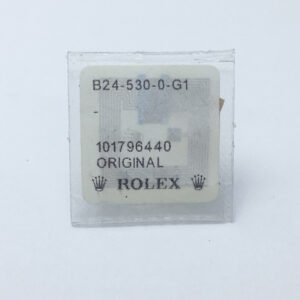 B24-530-0-G1
-
101796440
ORIGINAL
ROLEX